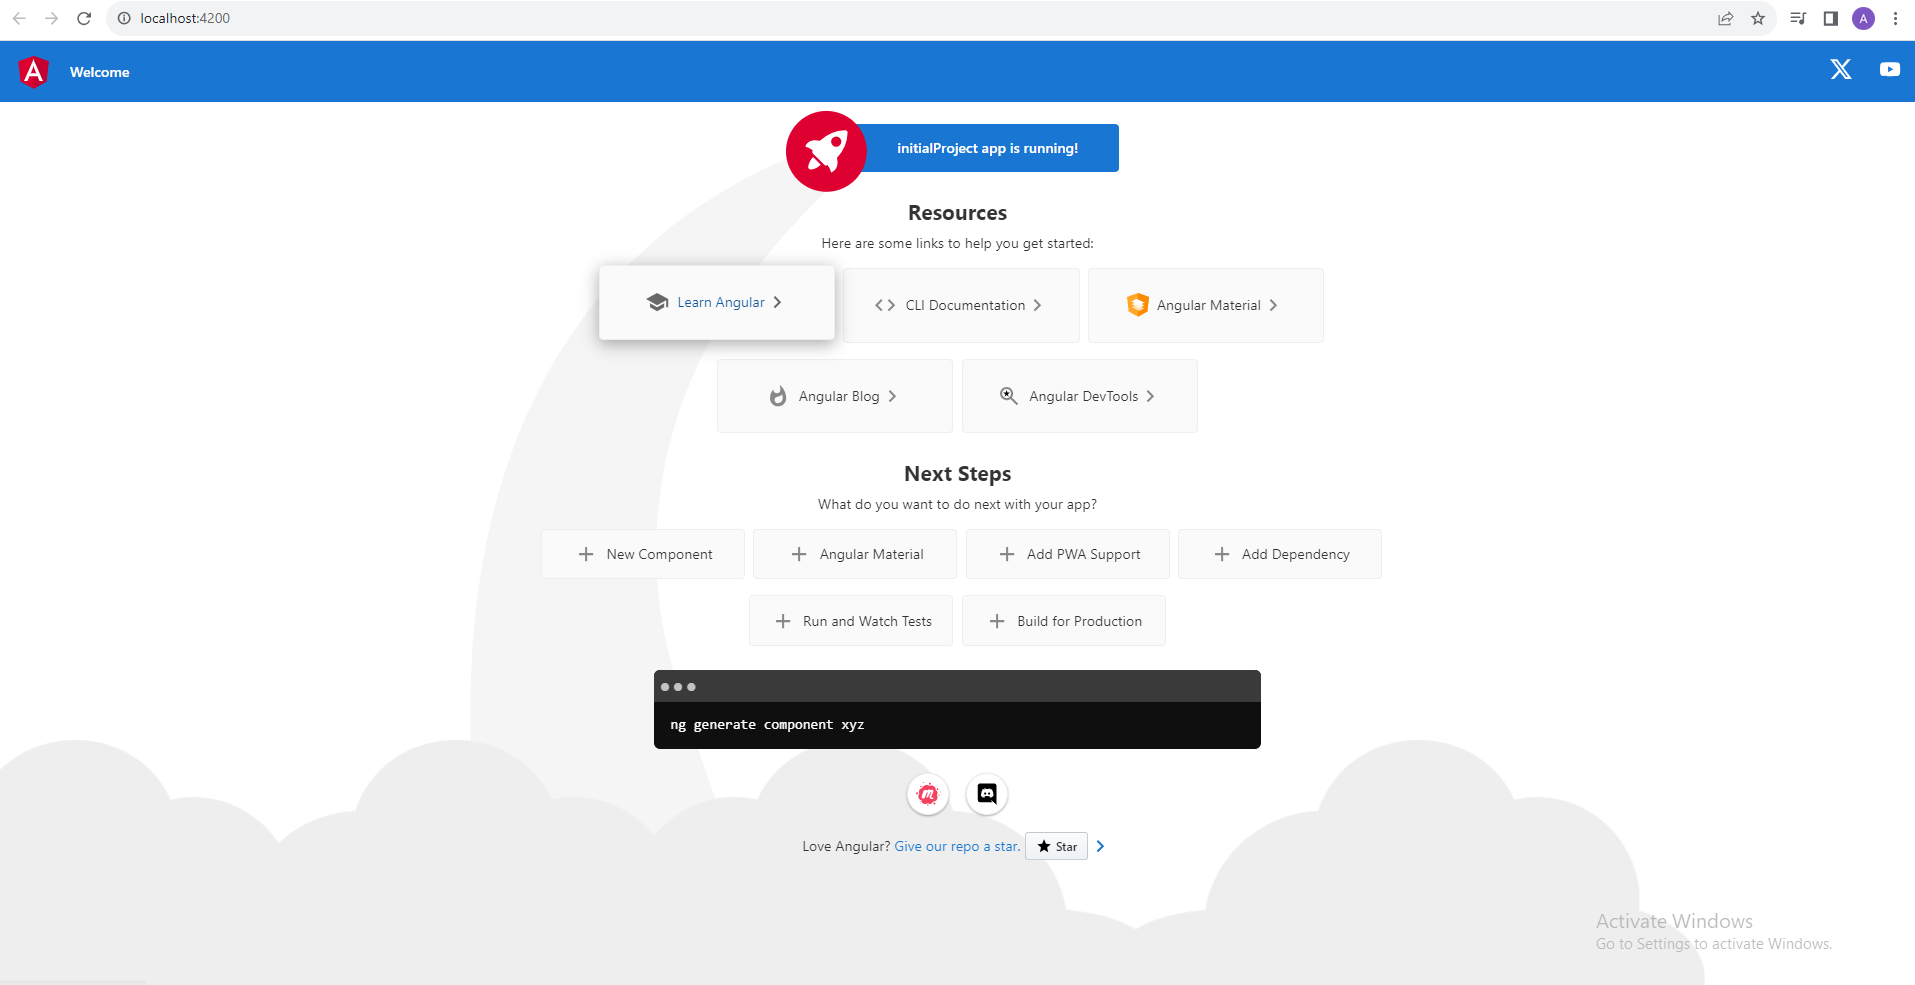 localhost:4200
A
A
Welcome
initialProject app is running!
Resources
Here are some links to help you get started:
Learn Angular
CLI Documentation
Angular Material
Angular Blog
Angular DevTools
Next Steps
What do you want to do next with your app?
New Component
Angular Material
Add PWA Support
Add Dependency
Run and Watch Tests
Build for Production
ng generate component xyz
m
Love Angular? Give our repo a star. Star
Activate Windows
Go to Settings to activate Windows.